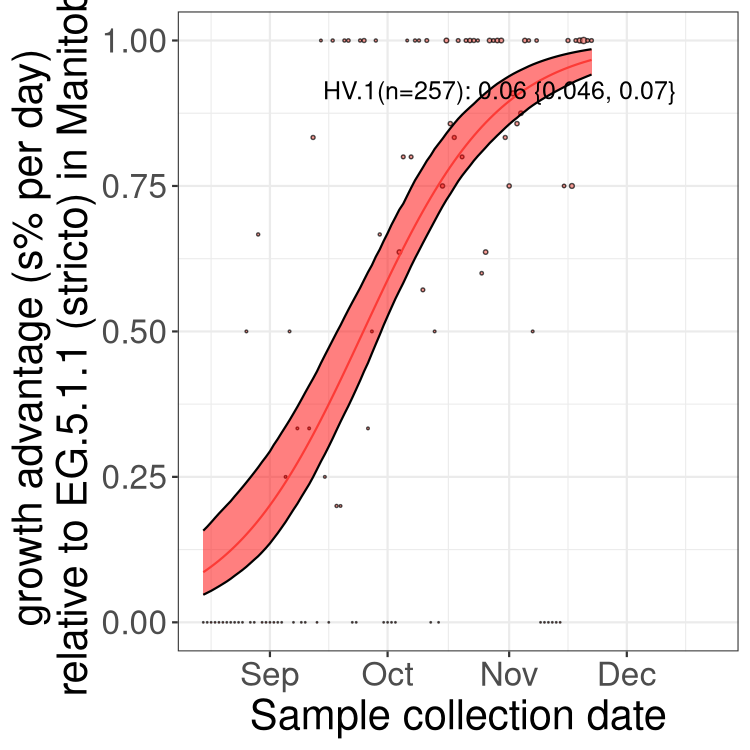 growth advantage (s% per day)
relative to EG.5.1.1 (stricto) in Manitob
1.00
0.75
0.50
0.25
0.00
HV.1(n=257): 0.06 {0.046, 0.07}
Sep Oct Nov Dec
Sample collection date